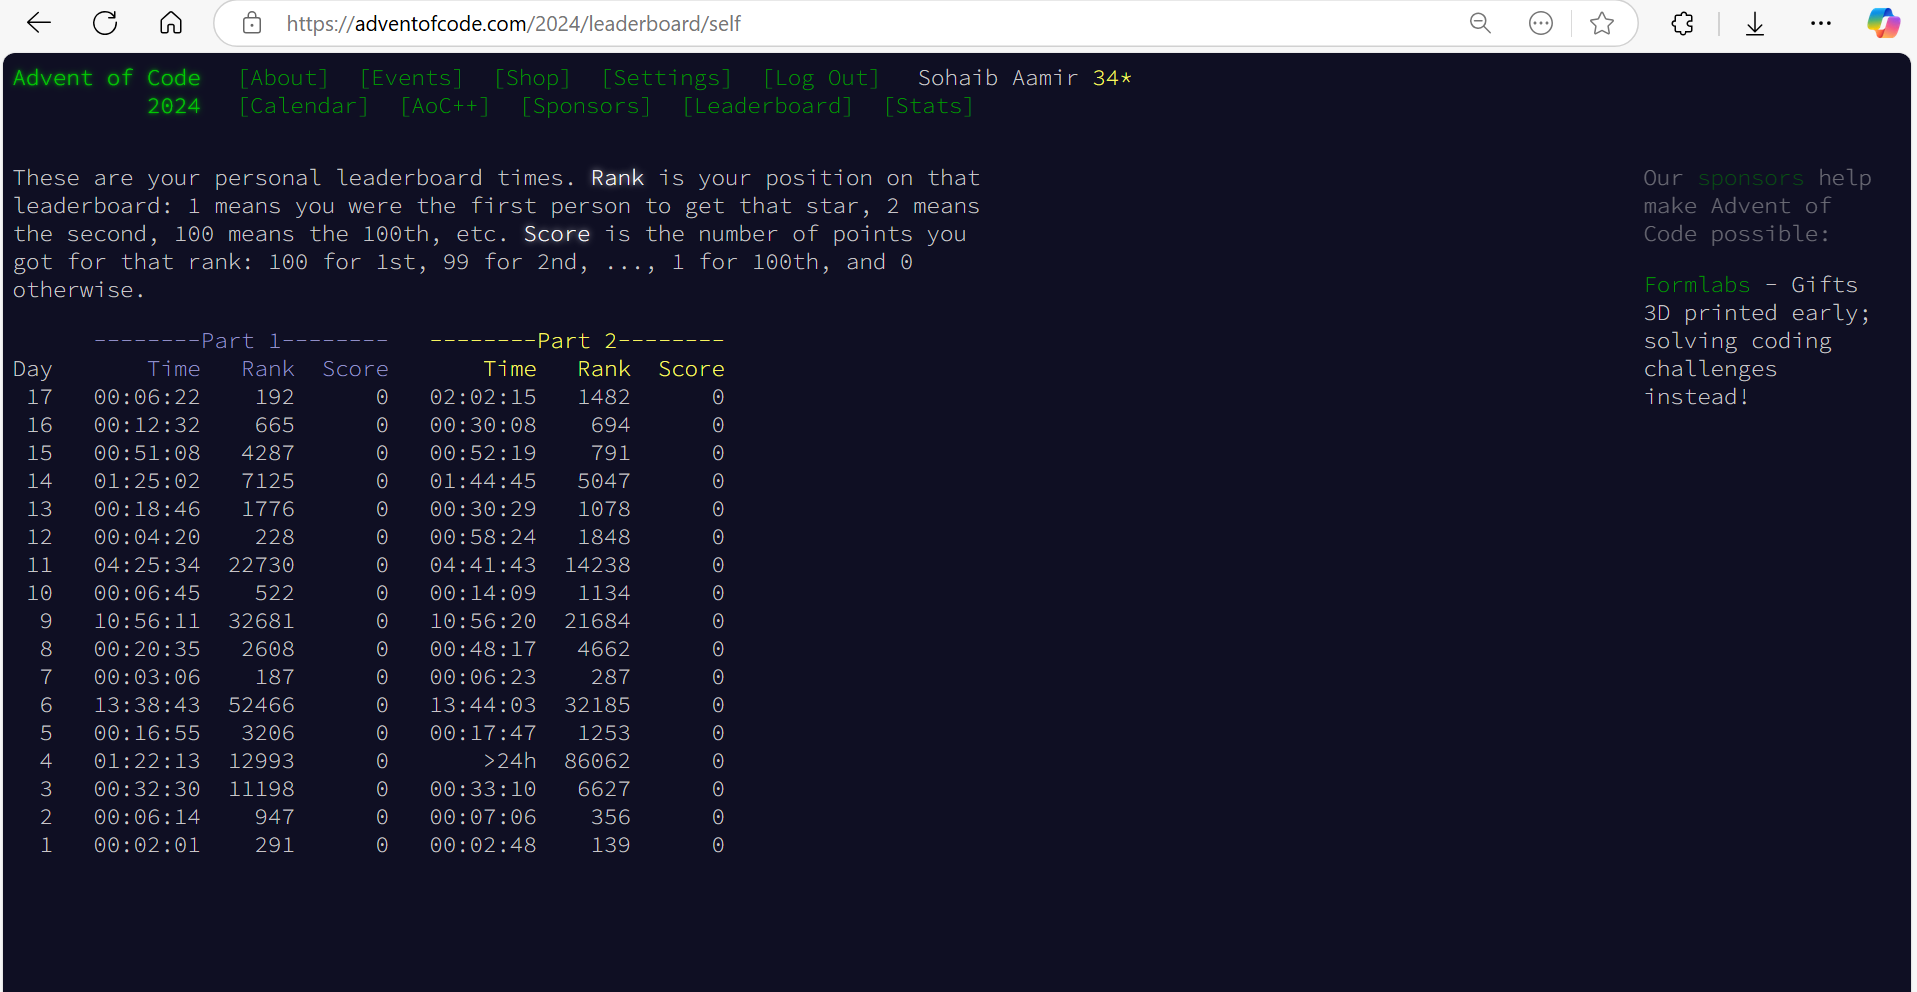 https://adventofcode.com/2024/leaderboard/self
Advent of Code [About] [Events] [Shop] [Settings] [Log Out] Sohaib Aamir 34*
2024 [Calendar] [AoC++] [Sponsors] [Leaderboard] [Stats]
These are your personal leaderboard times. Rank is your position on that
leaderboard: 1 means you were the first person to get that star, 2 means
the second, 100 means the 100th, etc. Score is the number of points you
got for that rank: 100 for 1st, 99 for 2nd, ..., 1 for 100th, and 0
otherwise.
--------Part 1-------- --------Part 2--------
Day Time Rank Score Time Rank Score
17 00:06:22 192 0 02:02:15 1482 0
16 00:12:32 665 0 00:30:08 694 0
15 00:51:08 4287 0 00:52:19 791 0
14 01:25:02 7125 0 01:44:45 5047 0
13 00:18:46 1776 0 00:30:29 1078 0
12 00:04:20 228 0 00:58:24 1848 0
11 04:25:34 22730 0 04:41:43 14238 0
10 00:06:45 522 0 00:14:09 1134 0
9 10:56:11 32681 0 10:56:20 21684 0
8 00:20:35 2608 0 00:48:17 4662 0
7 00:03:06 187 0 00:06:23 287 0
6 13:38:43 52466 0 13:44:03 32185 0
5 00:16:55 3206 0 00:17:47 1253 0
4 01:22:13 12993 0 >24h 86062 0
3 00:32:30 11198 0 00:33:10 6627 0
2 00:06:14 947 0 00:07:06 356 0
1 00:02:01 291 0 00:02:48 139 0
Our sponsors help
make Advent of
Code possible:
Formlabs - Gifts
3D printed early;
solving coding
challenges
instead!